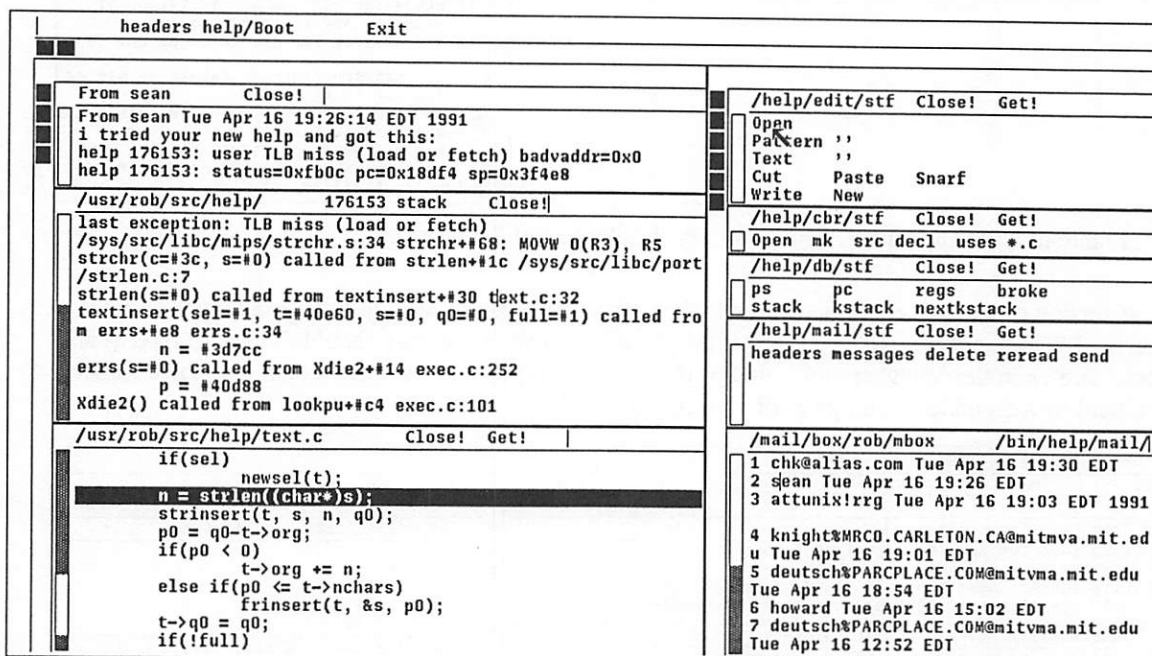 headers help/Boot Exit
From sean Close!
From sean Tue Apr 16 19:26:14 EDT 1991
i tried your new help and got this:
help 176153: user TLB miss (load or fetch) badvaddr=0x0
help 176153: status=0xfb0c pc=0x18df4 sp=0x3f4e8
/usr/rob/src/help/ 176153 stack Close!
last exception: TLB miss (load or fetch)
/sys/src/libc/mips/strchr.s:34 strchr+#68: MOVW 0(R3), R5
strchr(c=#3c, s=#0) called from strlen+#1c /sys/src/libc/port
/strlen.c:7
strlen(s=#0) called from textinsert+#30 text.c:32
textinsert(sel=#1, t=#40e60, s=#0, q0=#0, full=#1) called fro
m errs+#e8 errs.c:34
n = #3d7cc
errs(s=#0) called from Xdie2+#14 exec.c:252
p = #40d88
Xdie2() called from lookpu+#c4 exec.c:101
/usr/rob/src/help/text.c Close! Get!
if(sel)
newsel(t);
n = strlen((char*)s);
strinsert(t, s, n, q0);
p0 = q0-t->org;
if(p0 < 0)
t->org += n;
else if(p0 <= t->nchars)
frinsert(t, &s, p0);
t->q0 = q0;
if(!full)
/help/edit/stf Close! Get!
Open
Pattern ''
Text ''
Cut Paste Snarf
Write New
/help/cbr/stf Close! Get!
Open mk src decl uses *.c
/help/db/stf Close! Get!
ps pc regs broke
stack kstack nextkstack
/help/mail/stf Close! Get!
headers messages delete reread send
/mail/box/rob/mbox /bin/help/mail/
1 chk@alias.com Tue Apr 16 19:30 EDT
2 sean Tue Apr 16 19:26 EDT
3 attunix!rrg Tue Apr 16 19:03 EDT 1991
4 knight%MRCO.CARLETON.CA@mitmva.mit.ed
u Tue Apr 16 19:01 EDT
5 deutsch%PARCPLACE.COM@mitvma.mit.edu
Tue Apr 16 18:54 EDT
6 howard Tue Apr 16 15:02 EDT
7 deutsch%PARCPLACE.COM@mitvma.mit.edu
Tue Apr 16 12:52 EDT